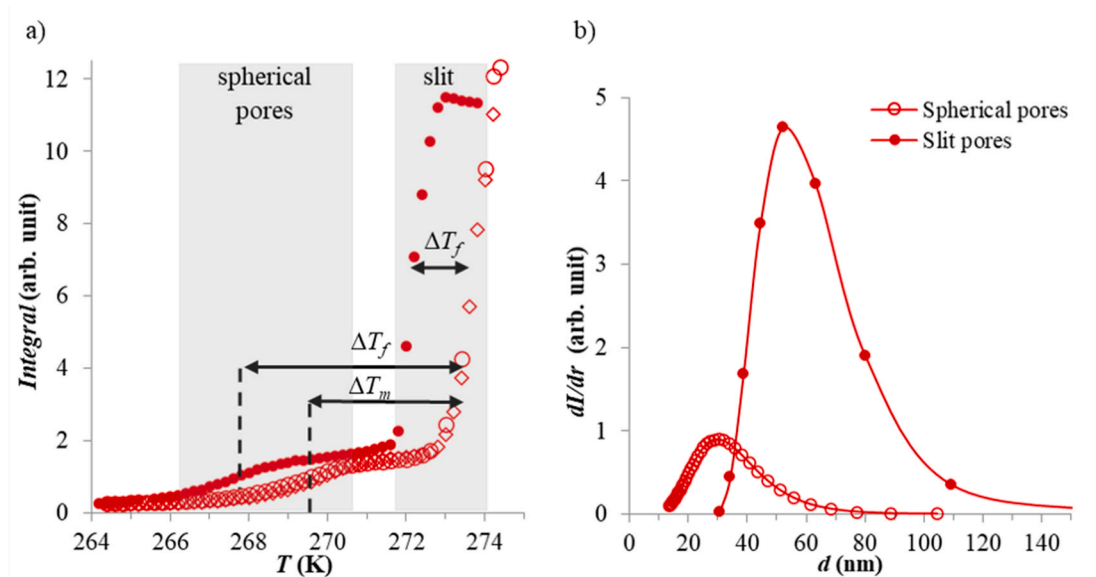 a)
spherical
pores
slit
12
10
8
6
4
2
0
Integral (arb. unit)
ΔTf
ΔTf
ΔTm
264
266
268
270
272
274
T (K)
b)
Spherical pores
Slit pores
5
4
3
2
1
0
dI/dr (arb. unit)
0
20
40
60
80
100
120
140
d (nm)